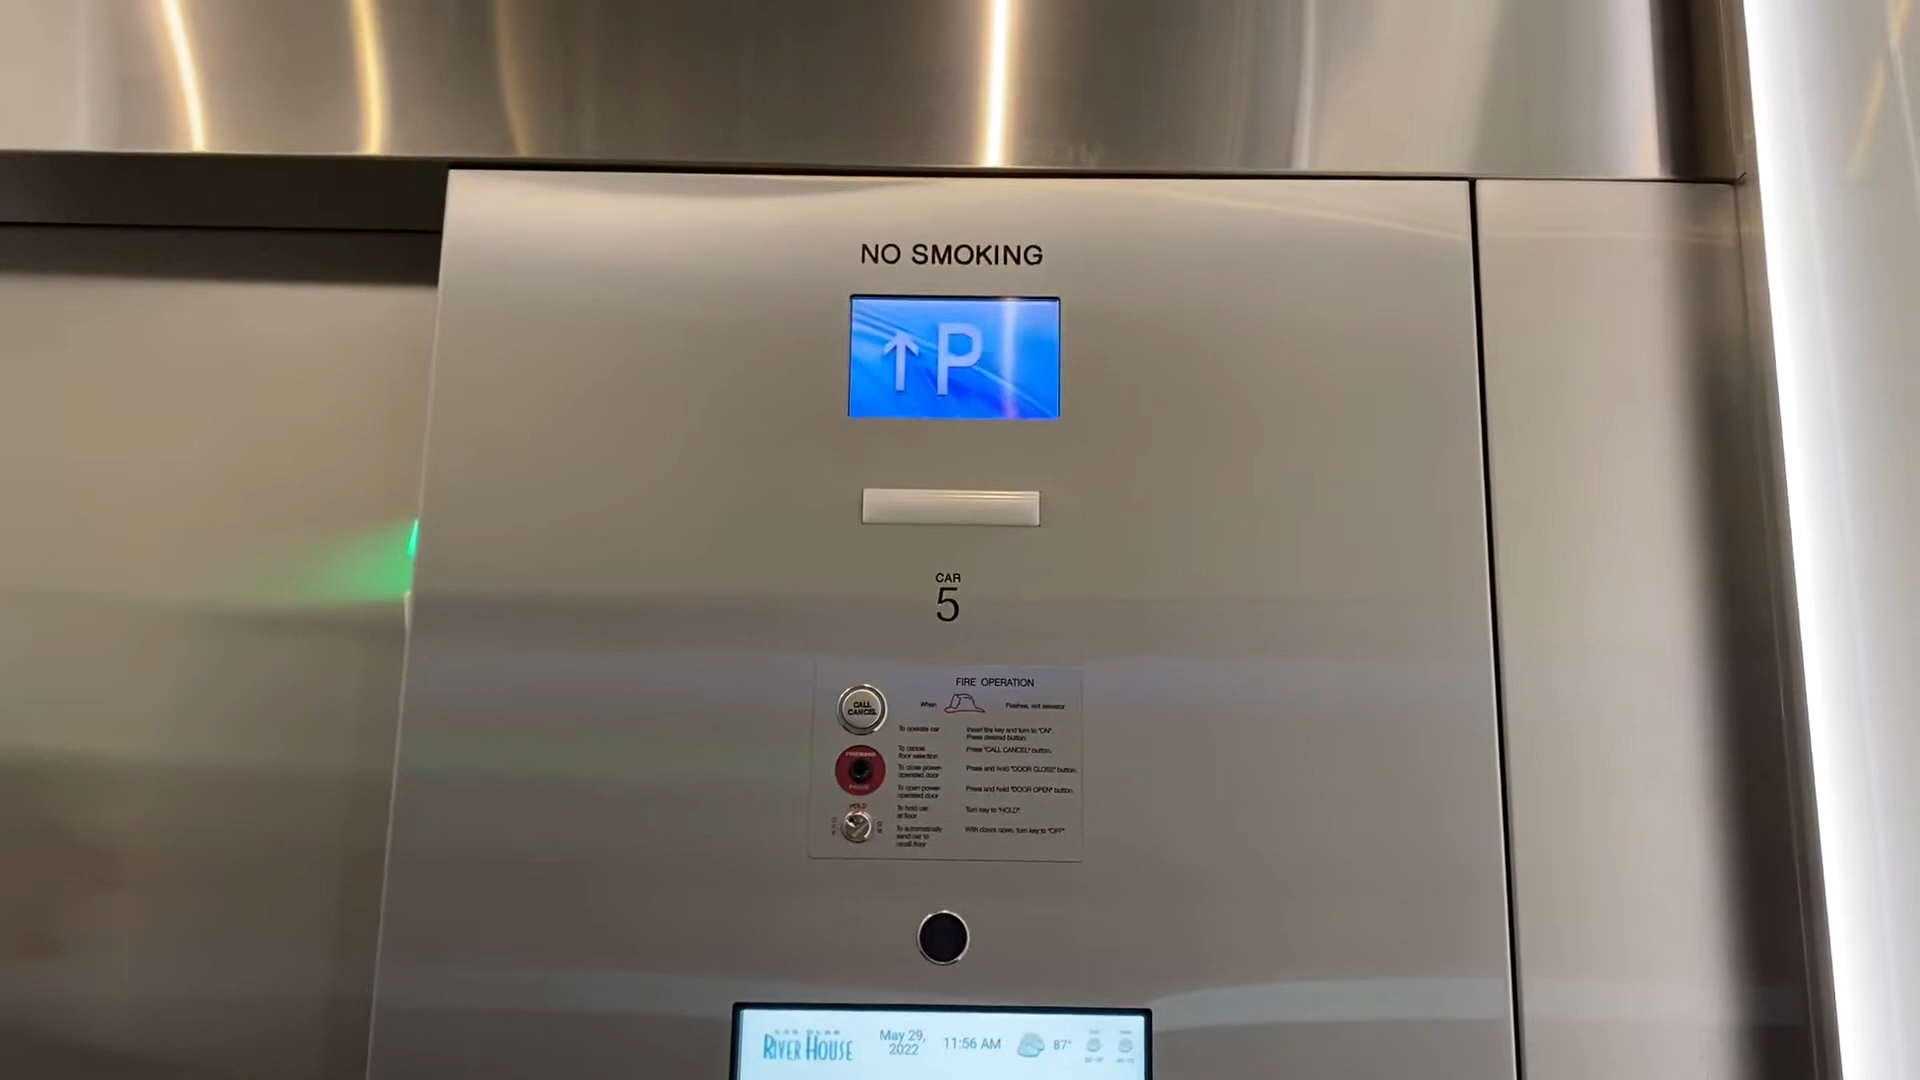 NO SMOKING
↑P
CAR
5
FIRE OPERATION
CALL
CANCEL
When
Flashes, exit elevator
To operate car
Insert fire key and turn to "ON".
Press desired button.
To cancel
floor selection
Press "CALL CANCEL" button.
To close power-
operated door
Press and hold "DOOR CLOSE" button.
To open power-
operated door
Press and hold "DOOR OPEN" button.
HOLD
To hold car
at floor
Turn key to "HOLD".
To automatically
send car to
recall floor
With doors open, turn key to "OFF"
LAS OLAS
RIVER HOUSE
May 29,
2022
11:56 AM
87°